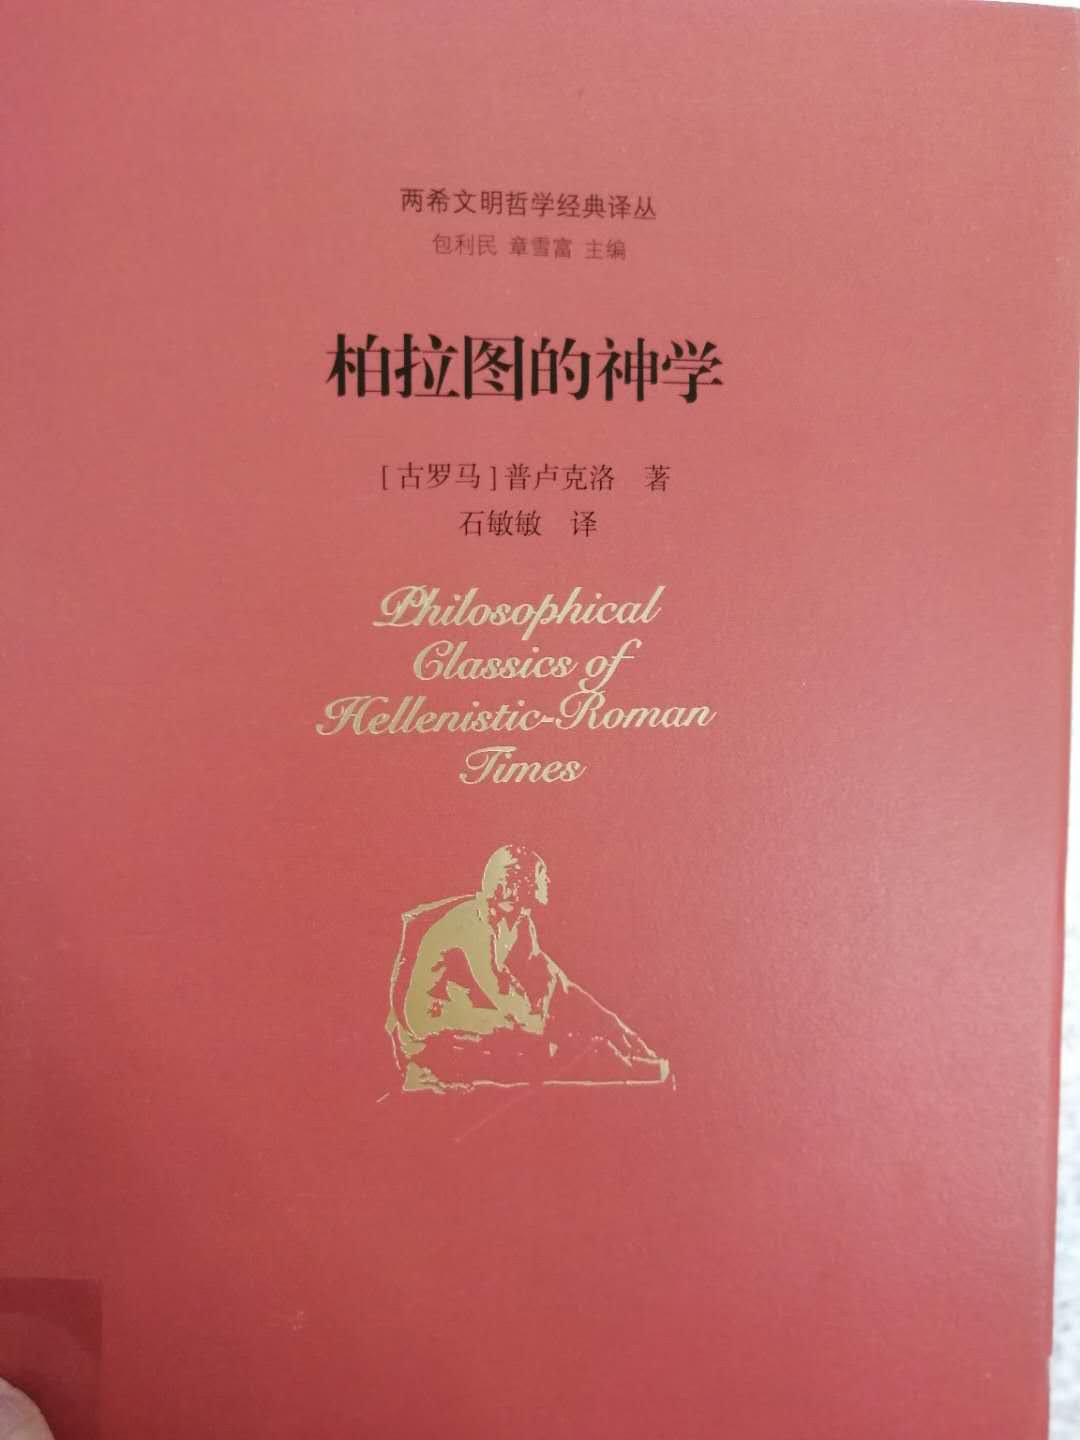 两希文明哲学经典译丛
包利民 章雪富 主编
柏拉图的神学
[古罗马]普卢克洛 著
石敏敏 译
Philosophical
Classics of
Hellenistic-Roman
Times